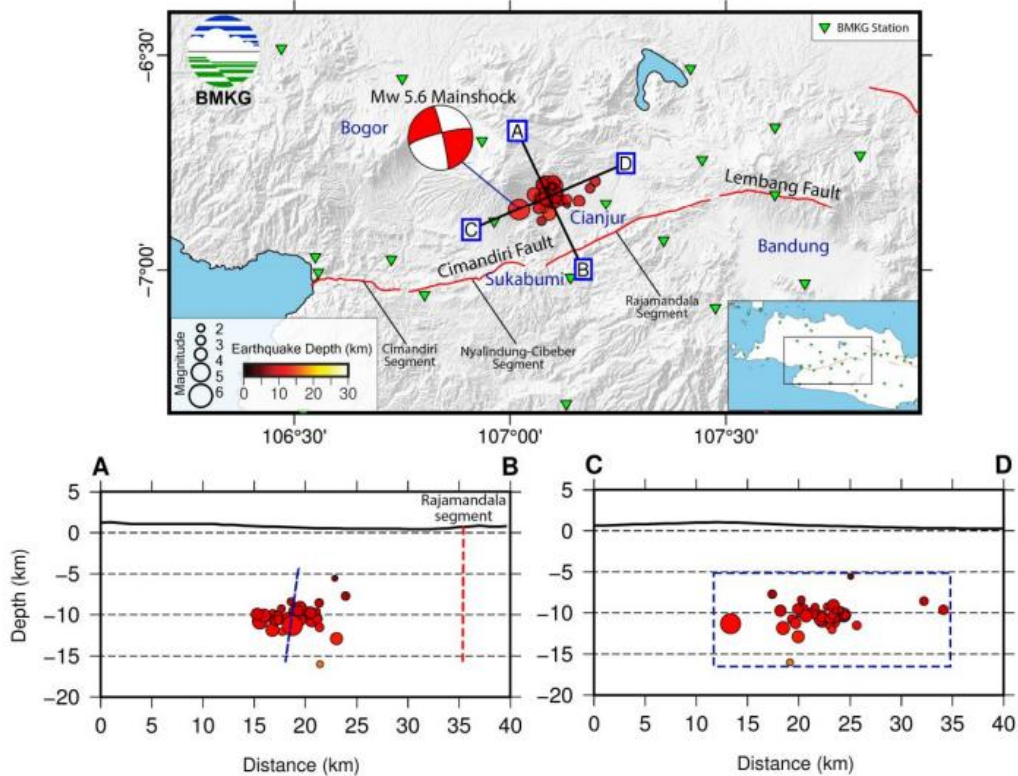 BMKG Station
−6°30'
BMKG
Mw 5.6 Mainshock
Bogor
A
D
Lembang Fault
C
Cianjur
Cimandiri Fault
Bandung
−7°00'
B
Sukabumi
Rajamandala
Segment
Magnitude
2
3
4
5
6
Earthquake Depth (km)
0 10 20 30
Cimandiri
Segment
Nyalindung-Cibeber
Segment
106°30' 107°00' 107°30'
A B
Depth (km)
5
0
−5
−10
−15
−20
Rajamandala
segment
0 5 10 15 20 25 30 35 40
Distance (km)
C D
5
0
−5
−10
−15
−20
0 5 10 15 20 25 30 35 40
Distance (km)